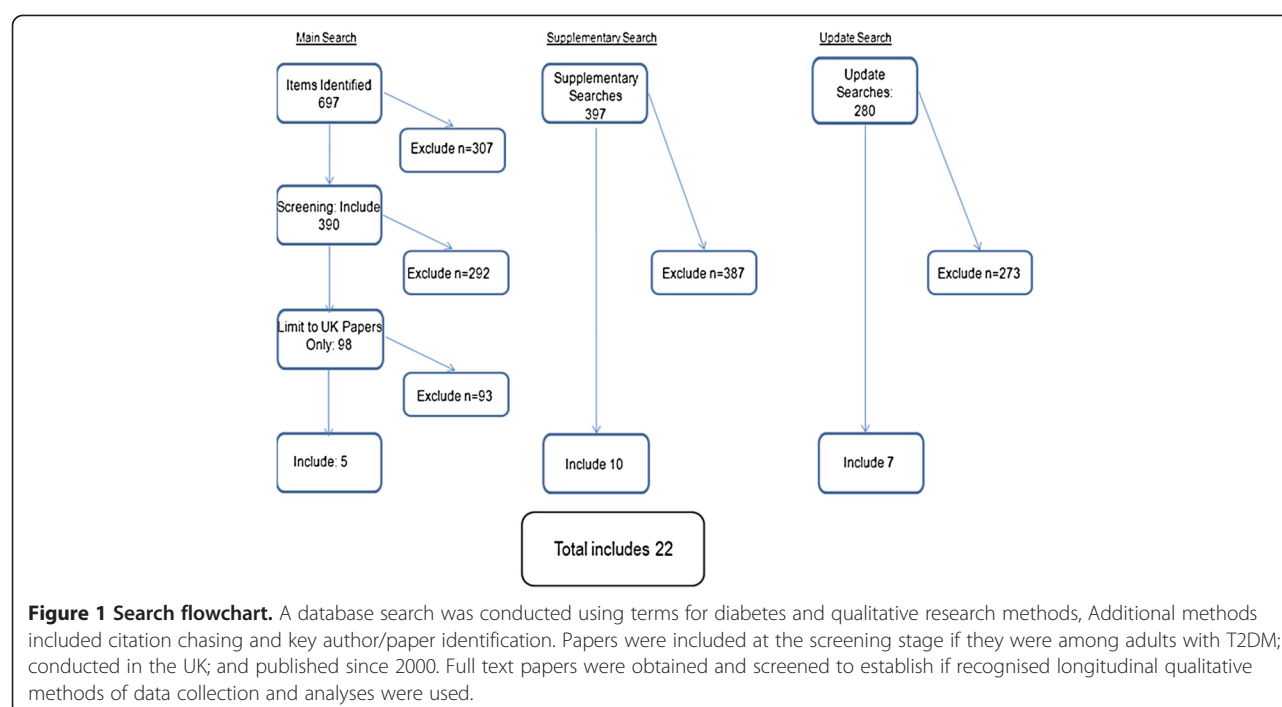 Main Search
Supplementary Search
Update Search
Items Identified
697
Exclude n=307
Screening: Include
390
Exclude n=292
Limit to UK Papers
Only: 98
Exclude n=93
Include: 5
Supplementary
Searches
397
Exclude n=387
Include 10
Update
Searches:
280
Exclude n=273
Include 7
Total includes 22
Figure 1 Search flowchart. A database search was conducted using terms for diabetes and qualitative research methods, Additional methods
included citation chasing and key author/paper identification. Papers were included at the screening stage if they were among adults with T2DM;
conducted in the UK; and published since 2000. Full text papers were obtained and screened to establish if recognised longitudinal qualitative
methods of data collection and analyses were used.